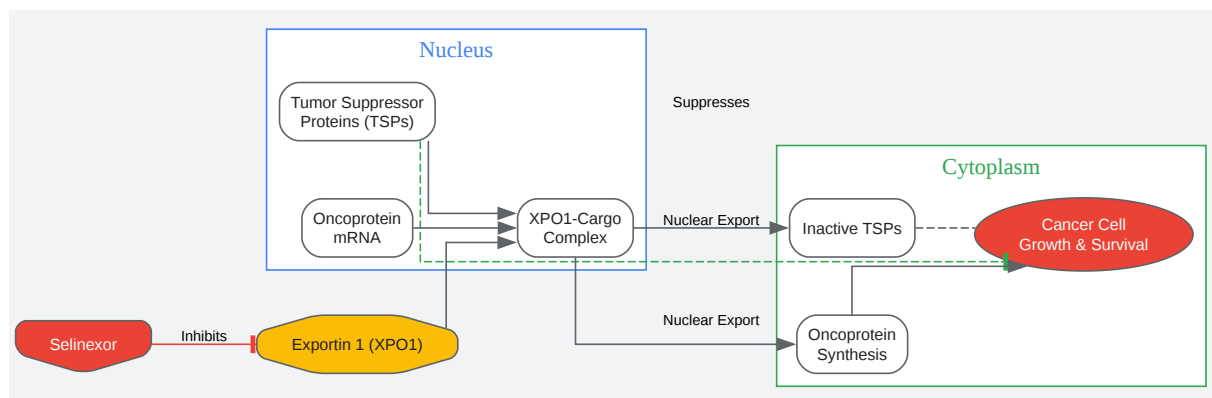 Nucleus
Tumor Suppressor
Proteins (TSPs)
Suppresses
Cytoplasm
Oncoprotein
mRNA
XPO1-Cargo
Complex
Nuclear Export
Inactive TSPs
Cancer Cell
Growth & Survival
Selinexor
Inhibits
Exportin 1 (XPO1)
Nuclear Export
Oncoprotein
Synthesis